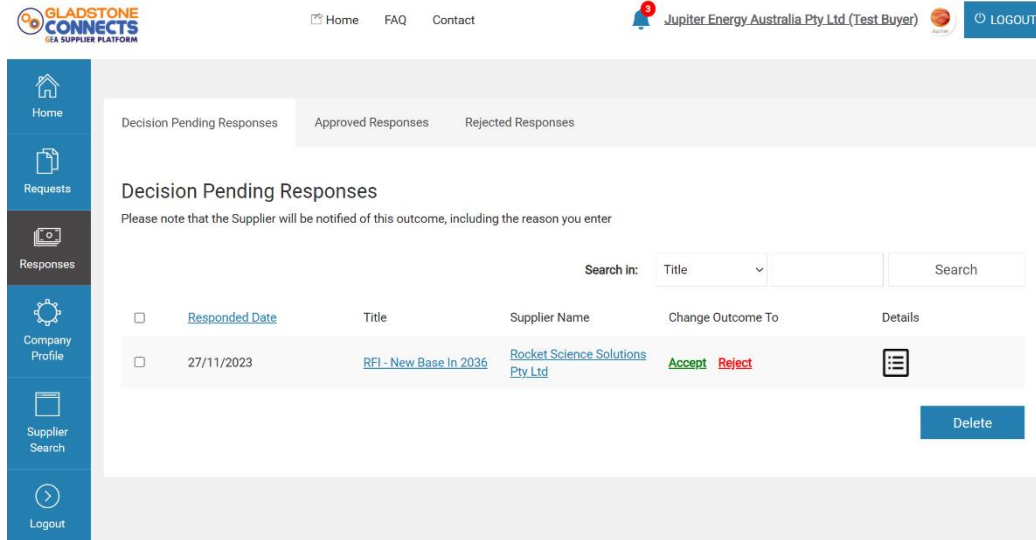 GLADSTONE
CONNECTS
GEA SUPPLIER PLATFORM
Home FAQ Contact
3
Jupiter Energy Australia Pty Ltd (Test Buyer)
Jupiter
LOGOUT
Home
Requests
Responses
Company
Profile
Supplier
Search
Logout
Decision Pending Responses Approved Responses Rejected Responses
Decision Pending Responses
Please note that the Supplier will be notified of this outcome, including the reason you enter
Search in: Title Search
Responded Date Title Supplier Name Change Outcome To Details
27/11/2023 RFI - New Base In 2036 Rocket Science Solutions
Pty Ltd Accept Reject
Delete